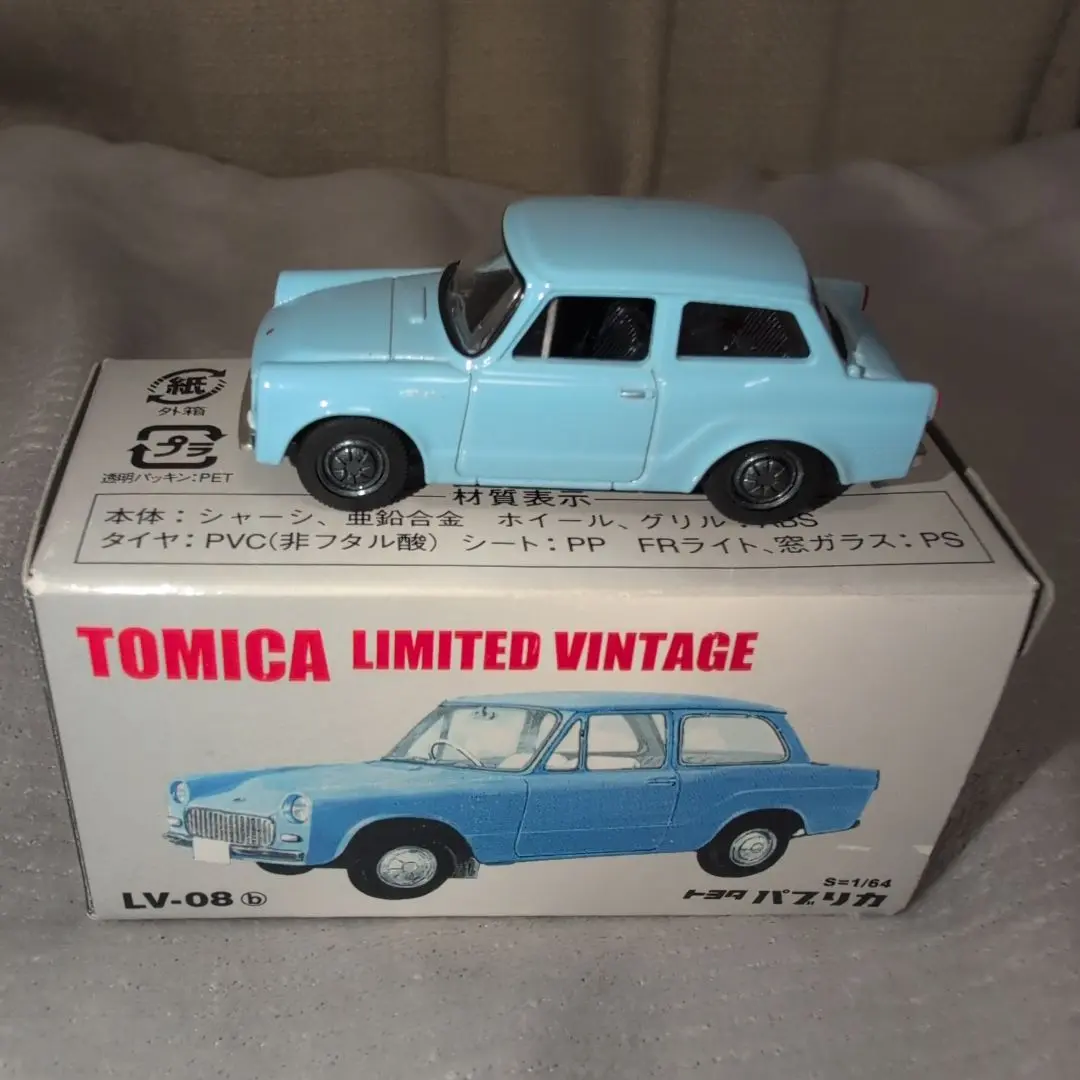 紙
外箱
プラ
透明パッキン:PET
材質表示
本体:シャーシ、亜鉛合金 ホイール、グリル:ABS
タイヤ:PVC(非フタル酸) シート:PP FRライト、窓ガラス:PS
TOMICA LIMITED VINTAGE
LV-08 ⓑ
S=1/64
トヨタ パブリカ